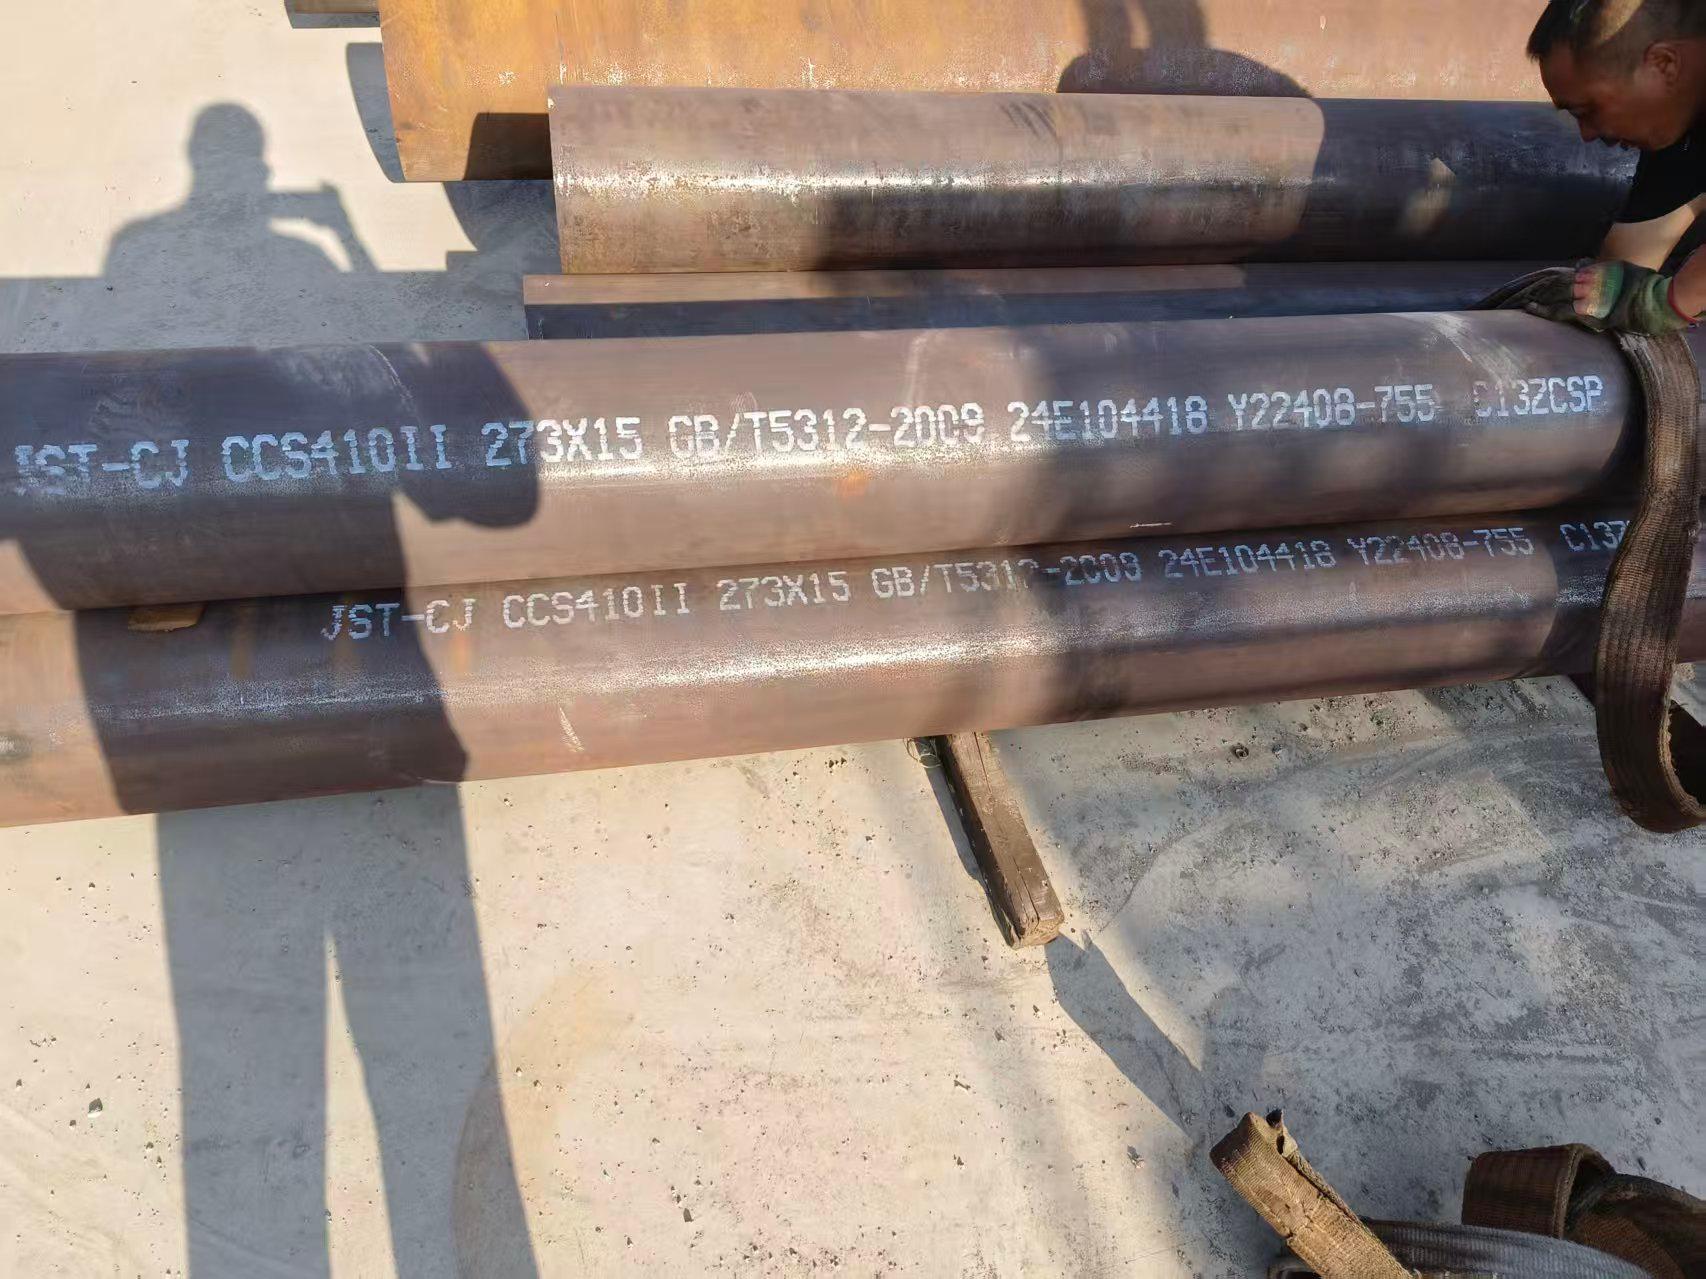 JST-CJ CCS410II 273X15 GB/T5312-2009 24E104418 Y22408-755 C13ZCSP
JST-CJ CCS410II 273X15 GB/T5312-2009 24E104418 Y22408-755 C13Z